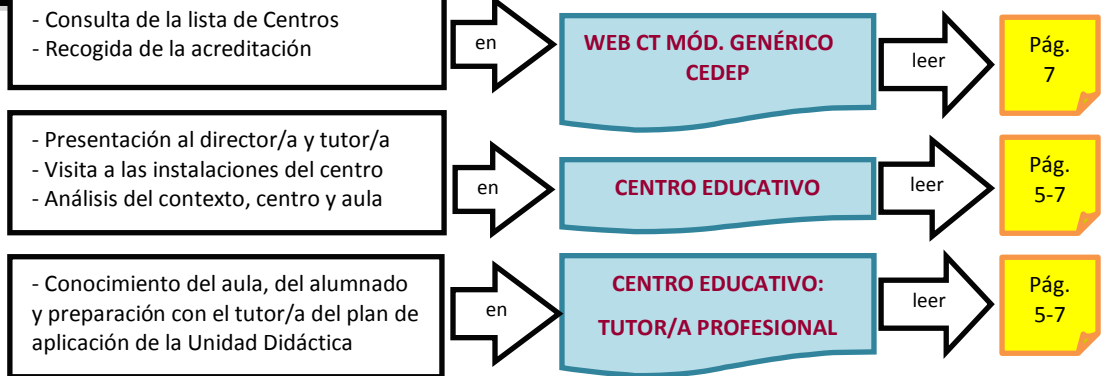 - Consulta de la lista de Centros
- Recogida de la acreditación
en
WEB CT MÓD. GENÉRICO
CEDEP
leer
Pág.
7
- Presentación al director/a y tutor/a
- Visita a las instalaciones del centro
- Análisis del contexto, centro y aula
en
CENTRO EDUCATIVO
leer
Pág.
5-7
- Conocimiento del aula, del alumnado
y preparación con el tutor/a del plan de
aplicación de la Unidad Didáctica
en
CENTRO EDUCATIVO:
TUTOR/A PROFESIONAL
leer
Pág.
5-7